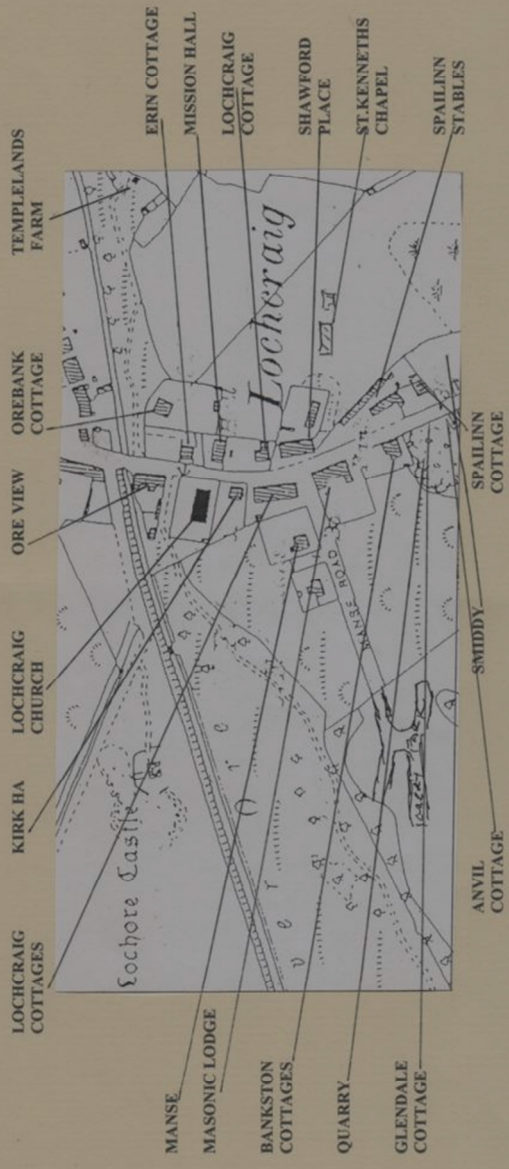 LOCHCRAIG
COTTAGES
KIRK HA
LOCHCRAIG
CHURCH
ORE VIEW
OREBANK
COTTAGE
TEMPLELANDS
FARM
ERIN COTTAGE
MISSION HALL
LOCHCRAIG
COTTAGE
SHAWFORD
PLACE
ST.KENNETHS
CHAPEL
SPAILINN
STABLES
Lochore Castle
Lochcraig
ver Ore
MANSE ROAD
MANSE
MASONIC LODGE
BANKSTON
COTTAGES
QUARRY
GLENDALE
COTTAGE
ANVIL
COTTAGE
SMIDDY
SPAILINN
COTTAGE